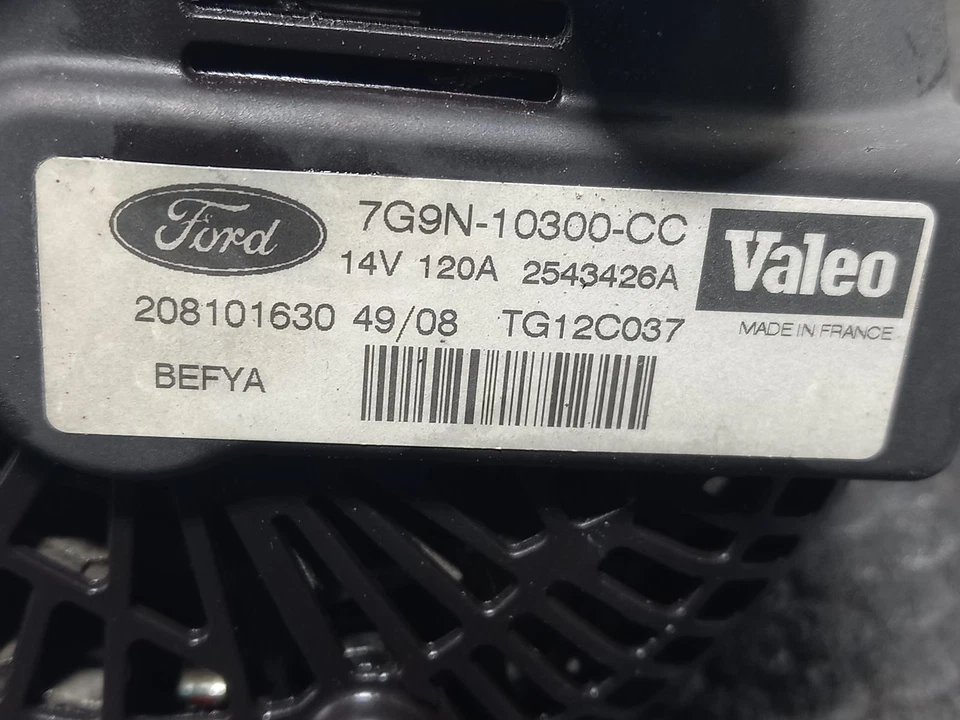 Ford 7G9N-10300-CC Valeo
14V 120A 2543426A
208101630 49/08 TG12C037 MADE IN FRANCE
BEFYA